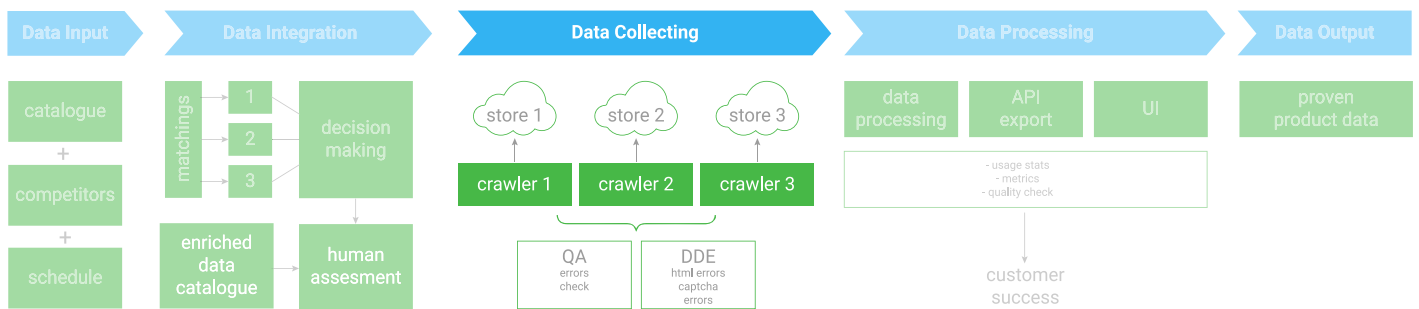 Data Input
Data Integration
Data Collecting
Data Processing
Data Output
catalogue
+
competitors
+
schedule
matchings
1
2
3
decision
making
enriched
data
catalogue
human
assesment
store 1
store 2
store 3
crawler 1
crawler 2
crawler 3
QA
errors
check
DDE
html errors
captcha
errors
data
processing
API
export
UI
- usage stats
- metrics
- quality check
customer
success
proven
product data